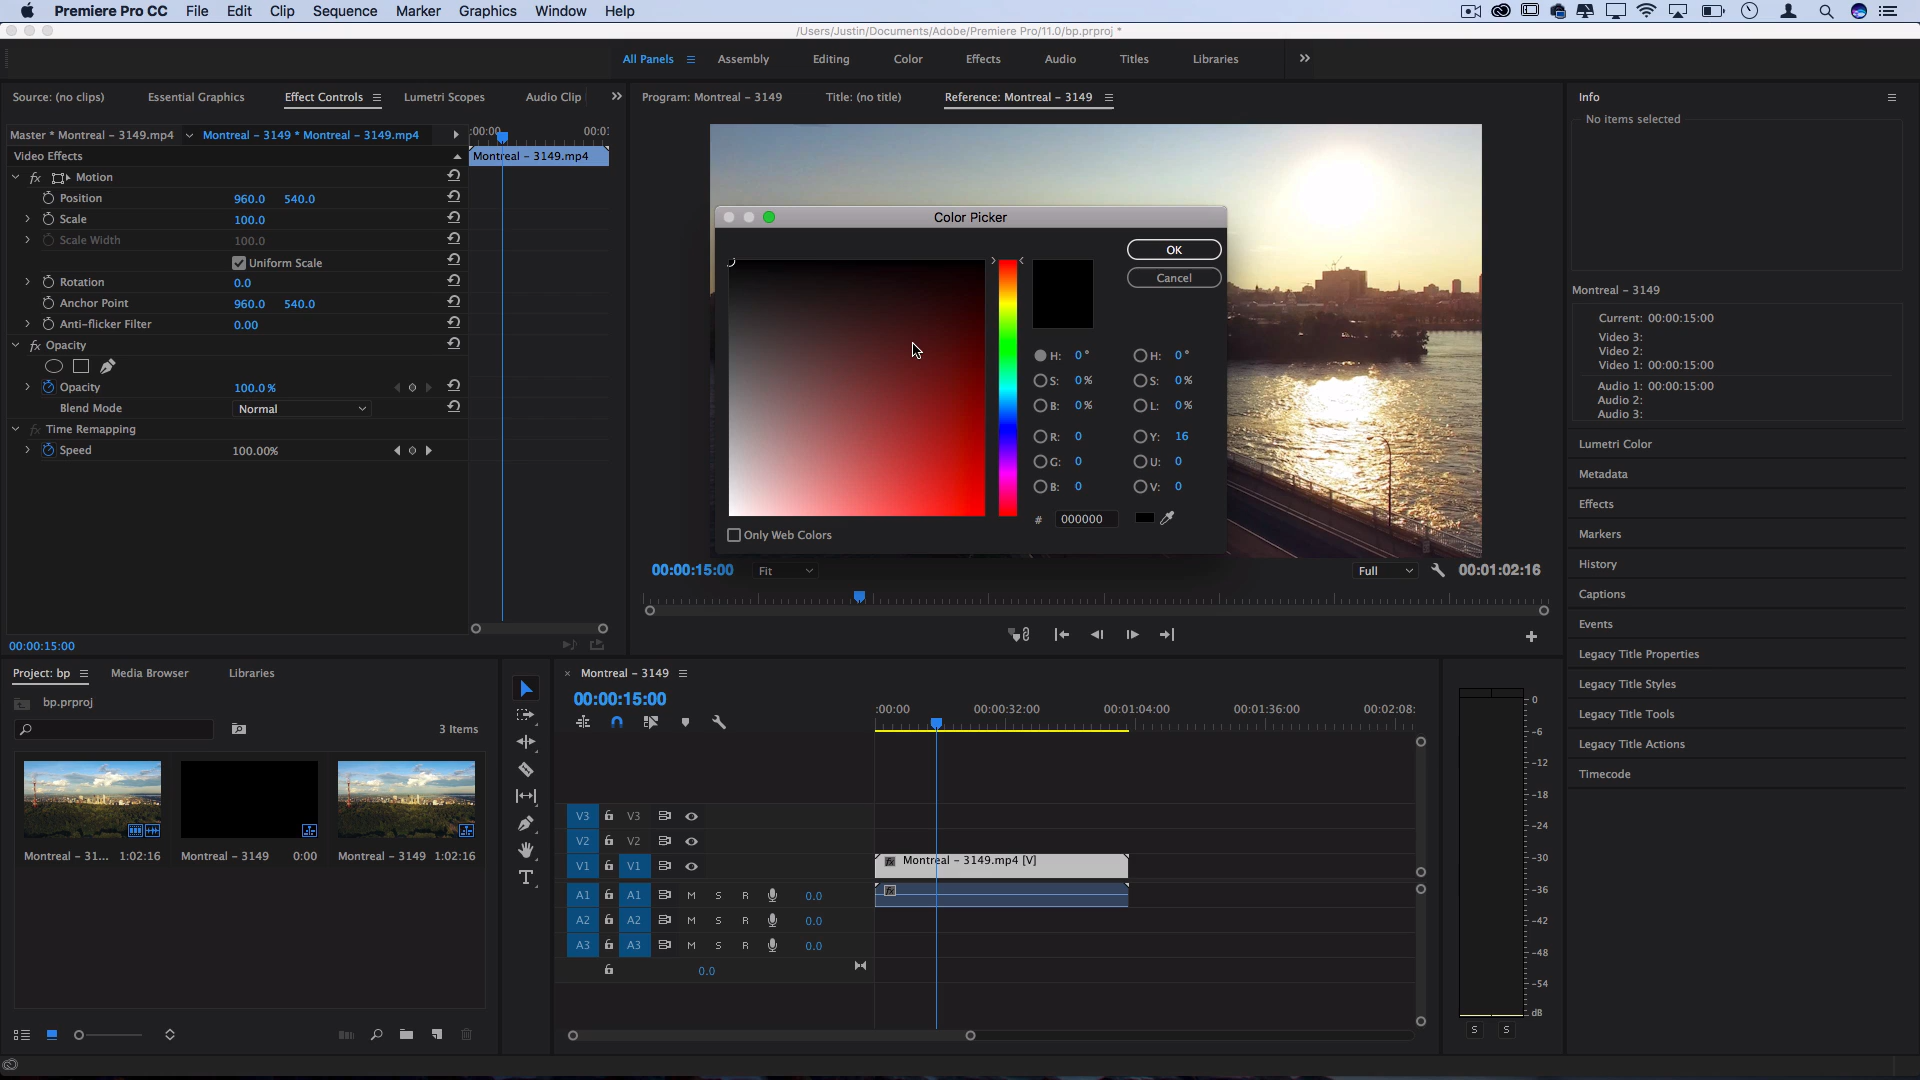 Premiere Pro CC File Edit Clip Sequence Marker Graphics Window Help
/Users/Justin/Documents/Adobe/Premiere Pro/11.0/bp.prproj *
All Panels Assembly Editing Color Effects Audio Titles Libraries
Source: (no clips) Essential Graphics Effect Controls Lumetri Scopes Audio Clip
Master * Montreal - 3149.mp4 Montreal - 3149 * Montreal - 3149.mp4
:00:00 00:01
Video Effects
Montreal - 3149.mp4
fx Motion
Position 960.0 540.0
Scale 100.0
Scale Width 100.0
Uniform Scale
Rotation 0.0
Anchor Point 960.0 540.0
Anti-flicker Filter 0.00
fx Opacity
Opacity 100.0 %
Blend Mode Normal
fx Time Remapping
Speed 100.00%
00:00:15:00
Program: Montreal - 3149 Title: (no title) Reference: Montreal - 3149
Color Picker
OK
Cancel
H: 0 ° H: 0 °
S: 0 % S: 0 %
B: 0 % L: 0 %
R: 0 Y: 16
G: 0 U: 0
B: 0 V: 0
# 000000
Only Web Colors
00:00:15:00 Fit Full 00:01:02:16
Info
No items selected
Montreal - 3149
Current: 00:00:15:00
Video 3:
Video 2:
Video 1: 00:00:15:00
Audio 1: 00:00:15:00
Audio 2:
Audio 3:
Lumetri Color
Metadata
Effects
Markers
History
Captions
Events
Legacy Title Properties
Legacy Title Styles
Legacy Title Tools
Legacy Title Actions
Timecode
Project: bp Media Browser Libraries
bp.prproj
3 Items
Montreal - 31... 1:02:16 Montreal - 3149 0:00 Montreal - 3149 1:02:16
T
Montreal - 3149
00:00:15:00
:00:00 00:00:32:00 00:01:04:00 00:01:36:00 00:02:08:
V3 V3
V2 V2
V1 V1 fx Montreal - 3149.mp4 [V]
A1 A1 M S R 0.0 fx
A2 A2 M S R 0.0
A3 A3 M S R 0.0
0.0
0
-6
-12
-18
-24
-30
-36
-42
-48
-54
dB
S S